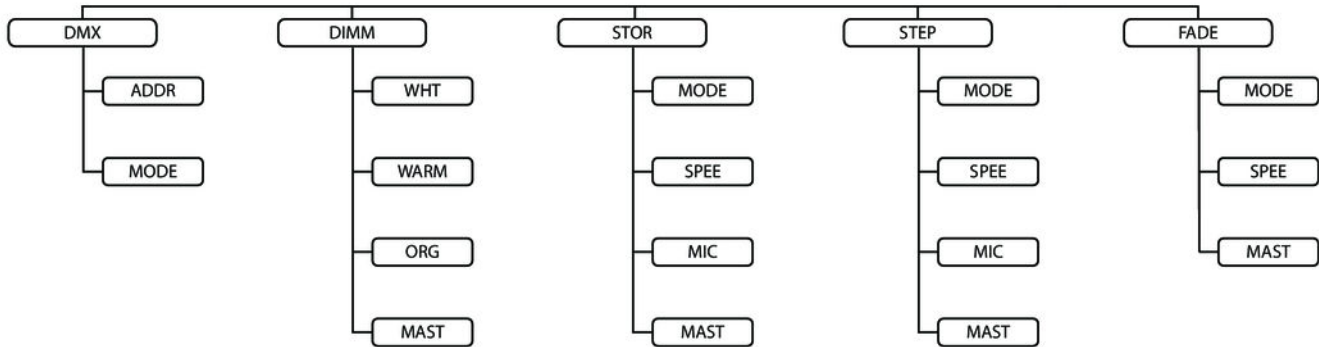 DMX
DIMM
STOR
STEP
FADE
ADDR
WHT
MODE
MODE
MODE
MODE
WARM
SPEE
SPEE
SPEE
ORG
MIC
MIC
MAST
MAST
MAST
MAST